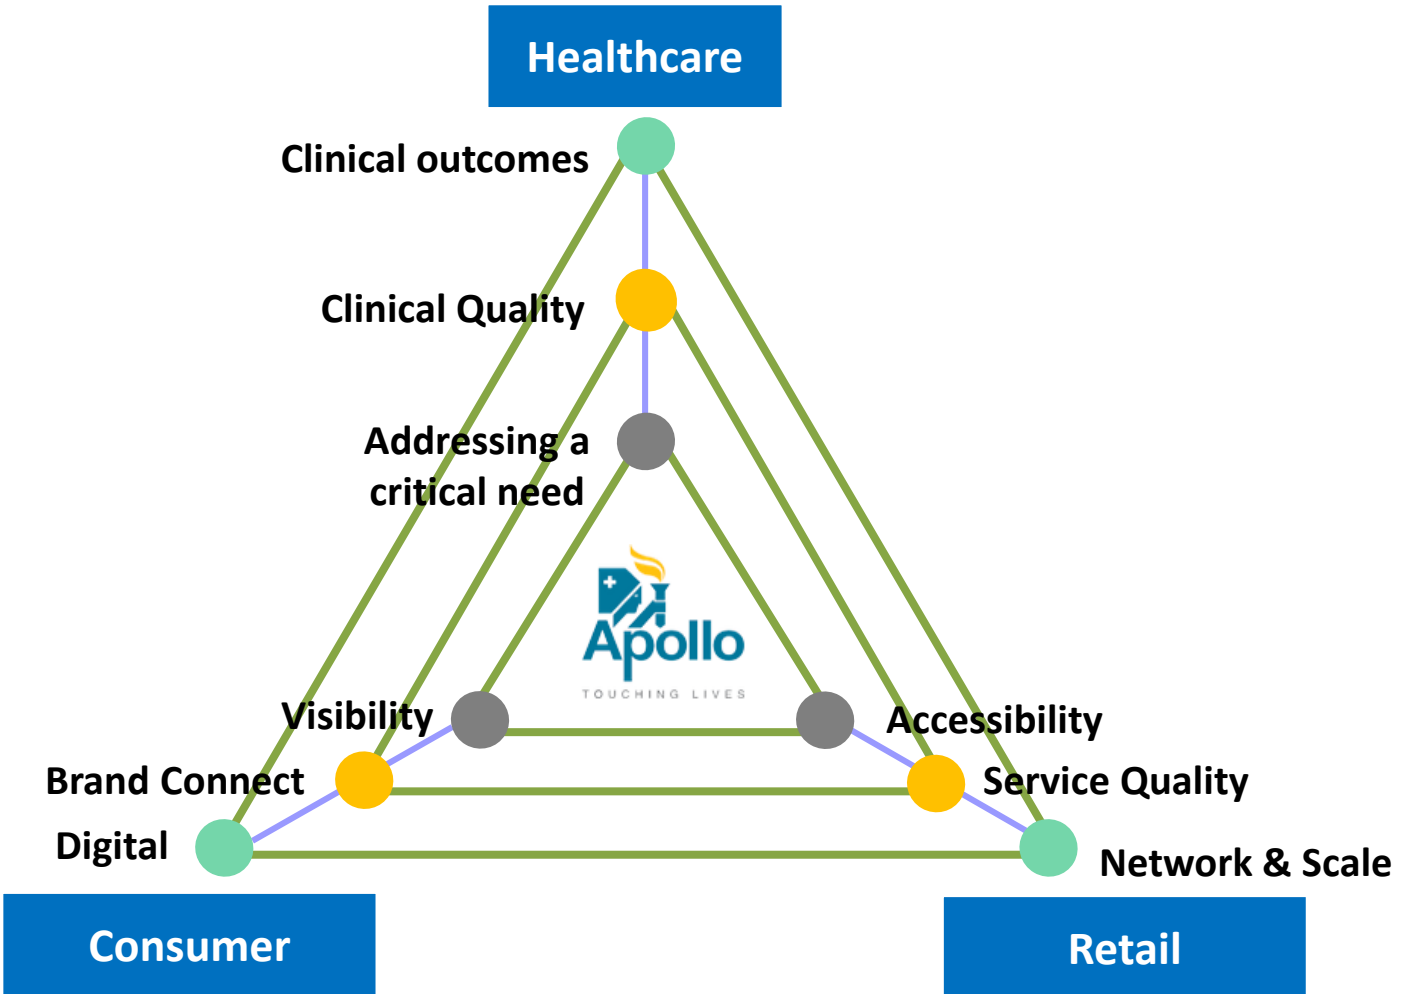 Healthcare
Clinical outcomes
Clinical Quality
Addressing a
critical need
Apollo
TOUCHING LIVES
Visibility
Accessibility
Brand Connect
Service Quality
Digital
Network & Scale
Consumer
Retail